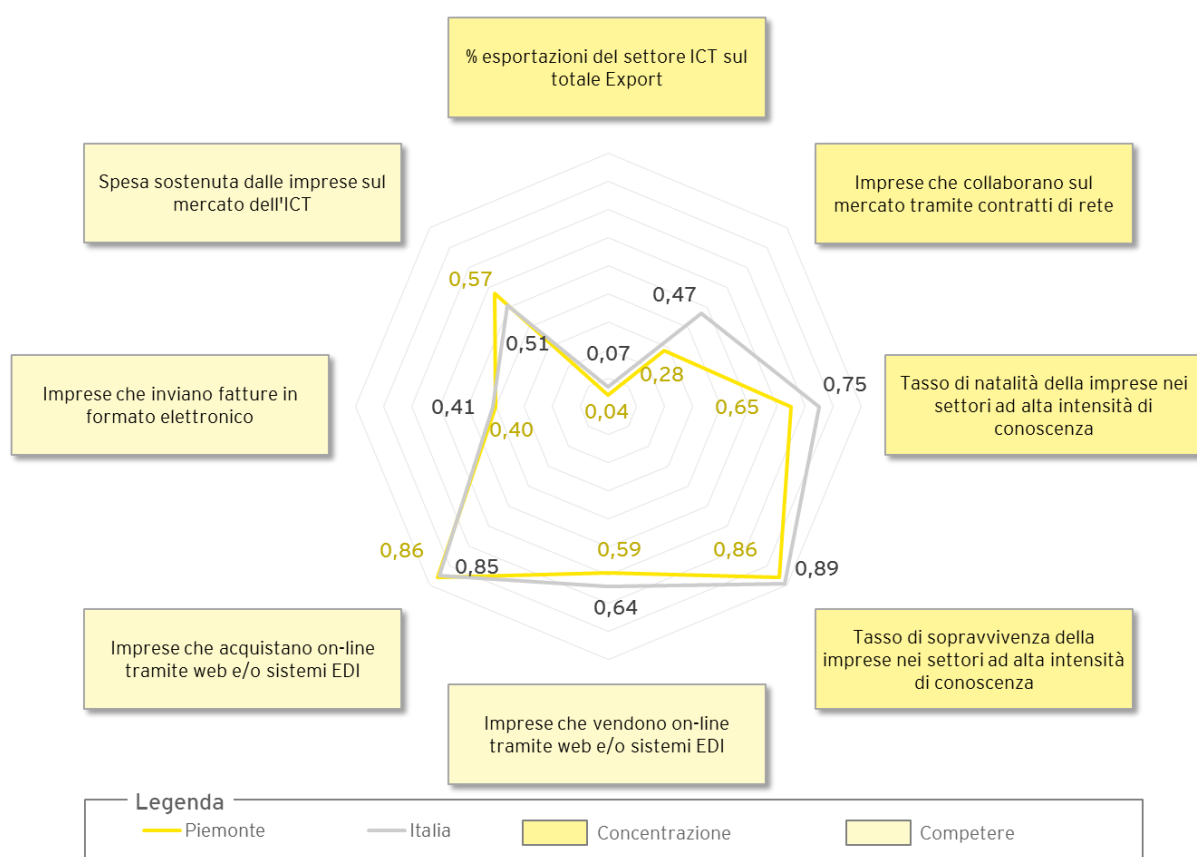 % esportazioni del settore ICT sul
totale Export
Spesa sostenuta dalle imprese sul
mercato dell'ICT
Imprese che collaborano sul
mercato tramite contratti di rete
0,57
0,47
0,51
0,07
0,28
0,04
0,65
0,75
Imprese che inviano fatture in
formato elettronico
0,41
0,40
Tasso di natalità della imprese nei
settori ad alta intensità di
conoscenza
0,86
0,85
0,59
0,64
0,86
0,89
Imprese che acquistano on-line
tramite web e/o sistemi EDI
Tasso di sopravvivenza della
imprese nei settori ad alta intensità
di conoscenza
Imprese che vendono on-line
tramite web e/o sistemi EDI
Legenda
Piemonte
Italia
Concentrazione
Competere